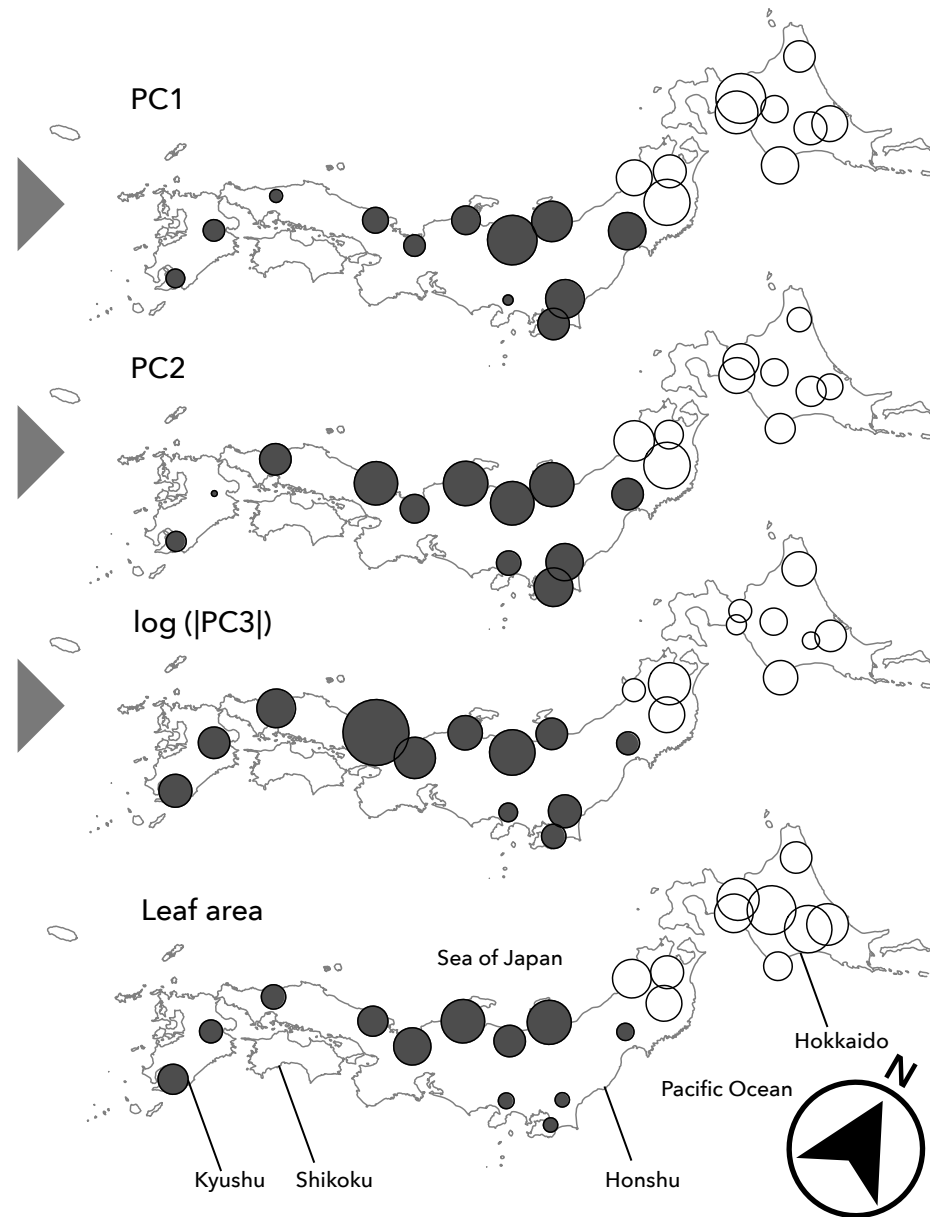 PC1
PC2
log (|PC3|)
Leaf area
Sea of Japan
Hokkaido
N
Pacific Ocean
Kyushu
Shikoku
Honshu